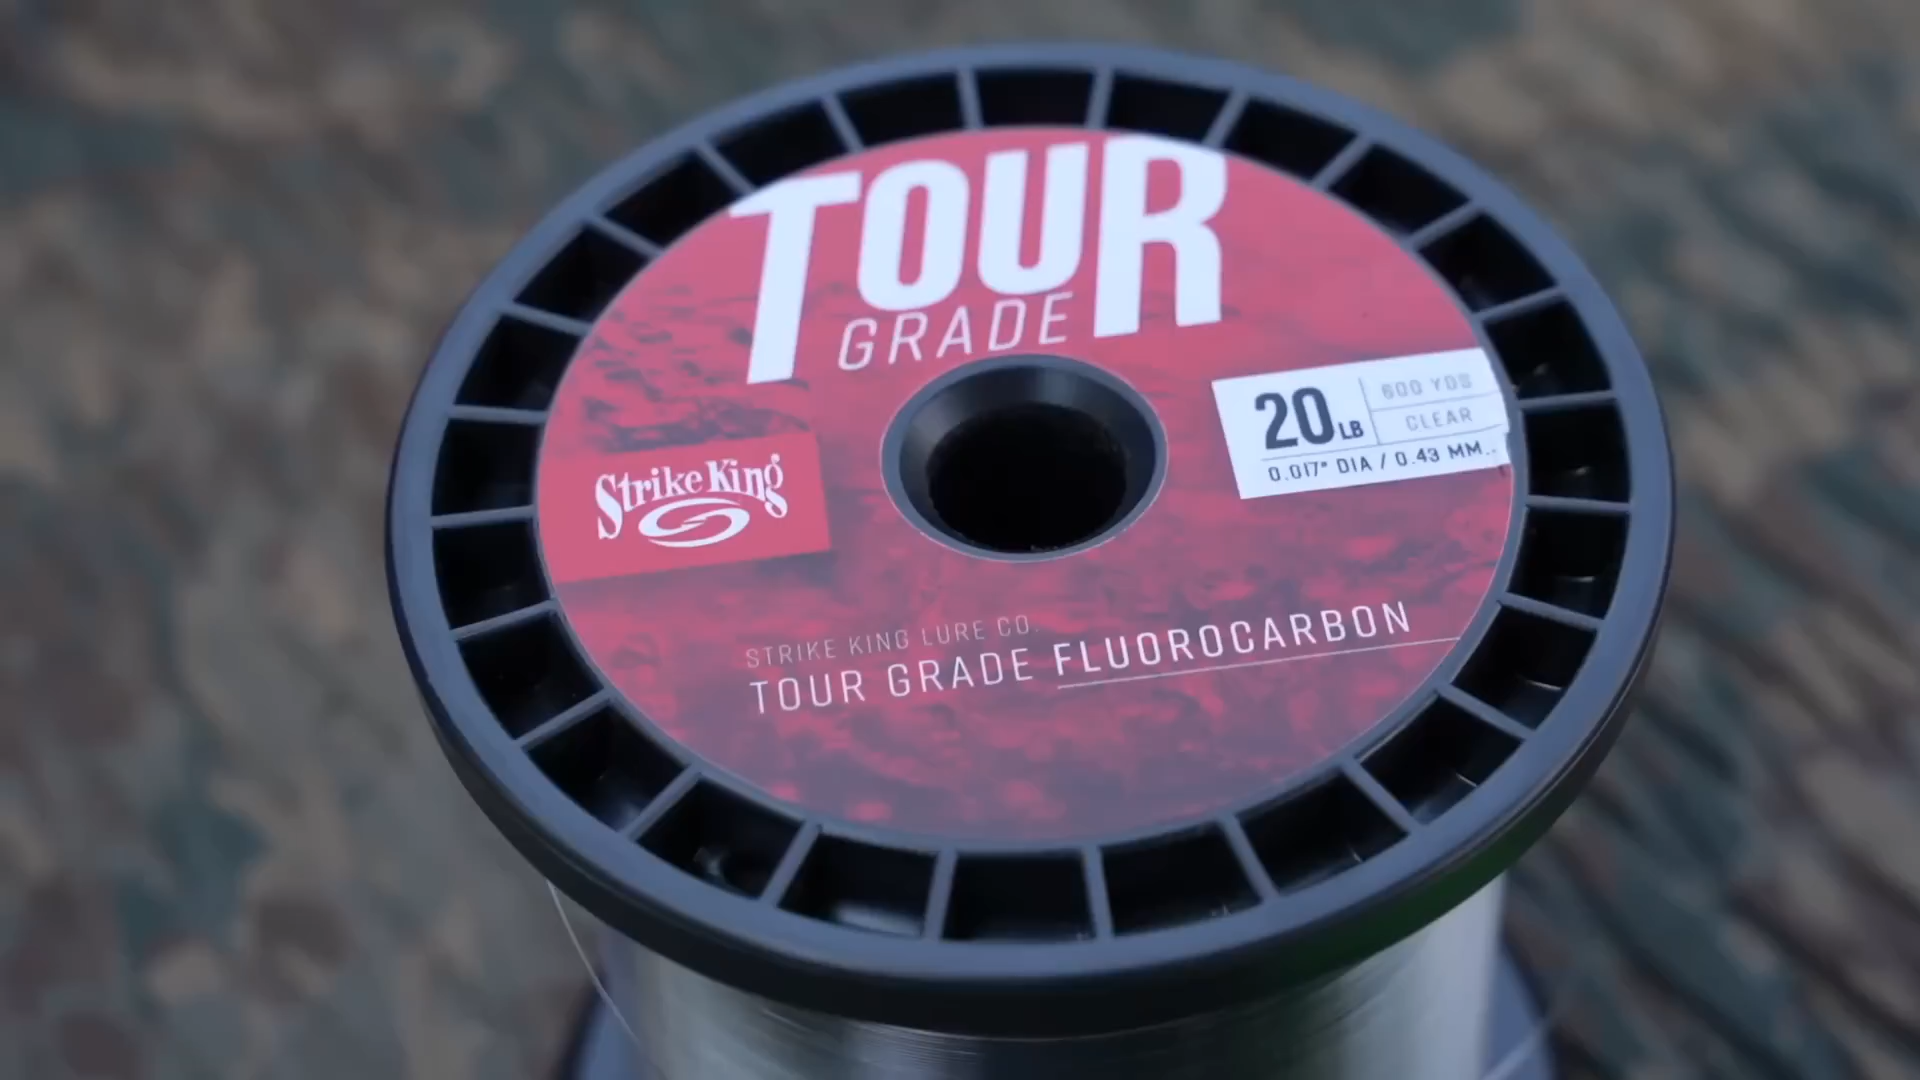 TOUR
GRADE
20LB
600 YDS
CLEAR
0.017" DIA / 0.43 MM..
Strike King
STRIKE KING LURE CO.
TOUR GRADE FLUOROCARBON